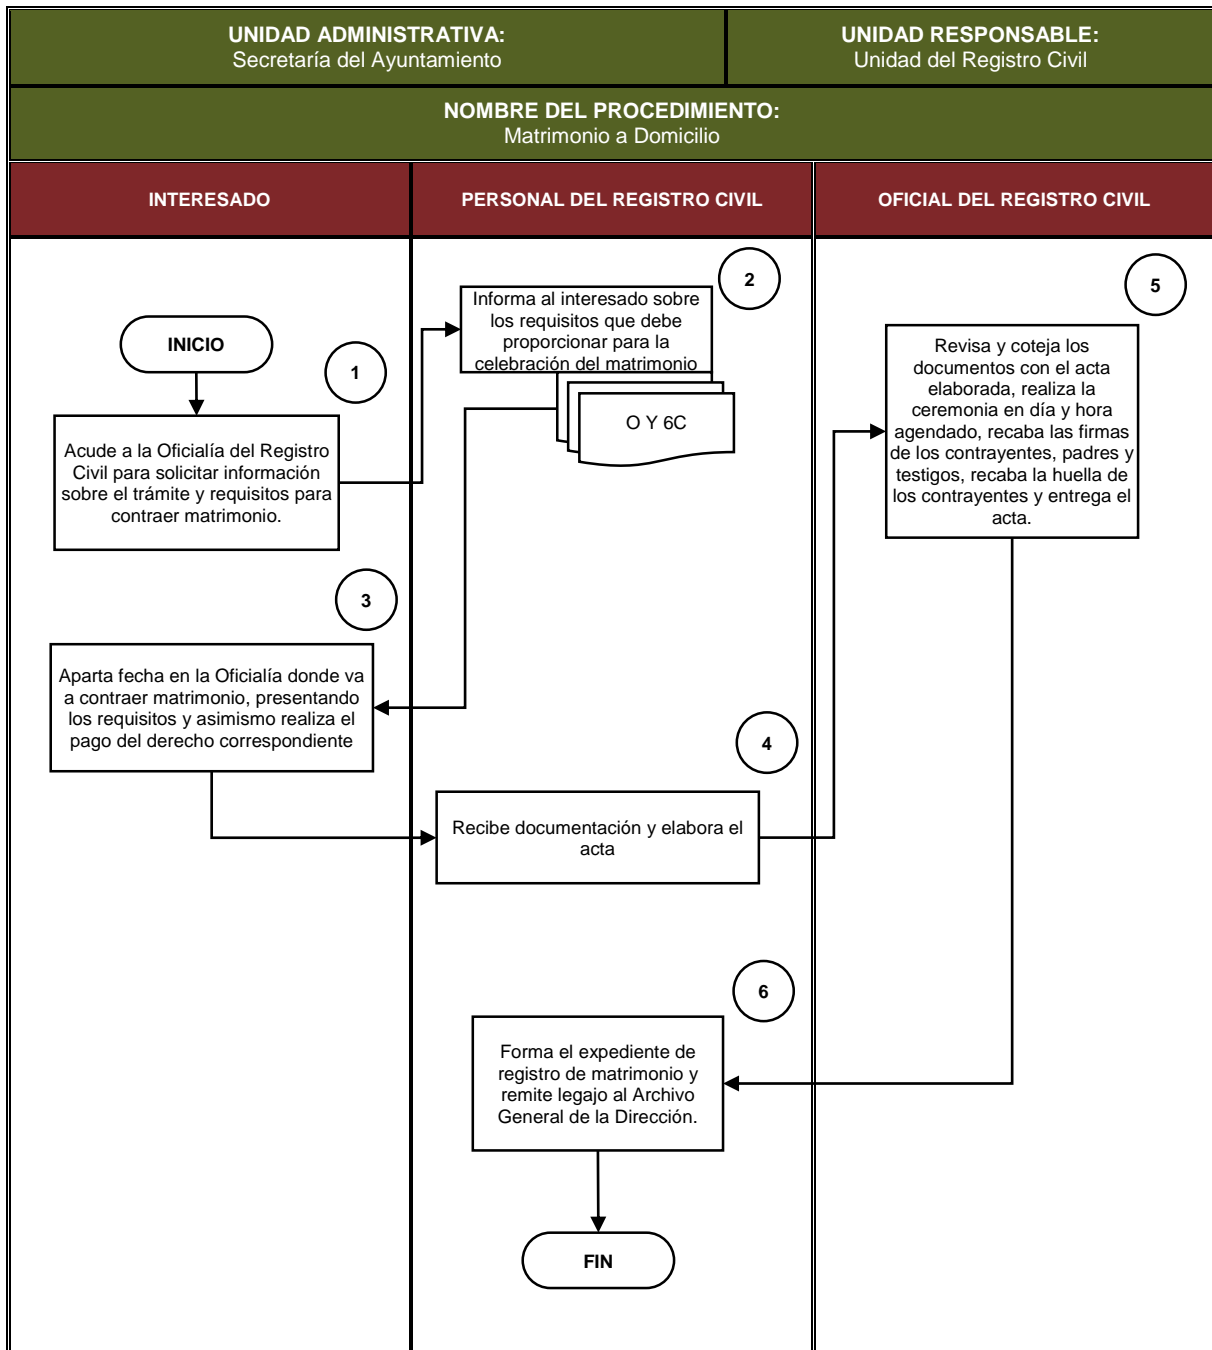 UNIDAD ADMINISTRATIVA:
Secretaría del Ayuntamiento
UNIDAD RESPONSABLE:
Unidad del Registro Civil
NOMBRE DEL PROCEDIMIENTO:
Matrimonio a Domicilio
INTERESADO
PERSONAL DEL REGISTRO CIVIL
OFICIAL DEL REGISTRO CIVIL
INICIO
1
Acude a la Oficialía del Registro
Civil para solicitar información
sobre el trámite y requisitos para
contraer matrimonio.
2
Informa al interesado sobre
los requisitos que debe
proporcionar para la
celebración del matrimonio
O Y 6C
3
Aparta fecha en la Oficialía donde va
a contraer matrimonio, presentando
los requisitos y asimismo realiza el
pago del derecho correspondiente
4
Recibe documentación y elabora el
acta
5
Revisa y coteja los
documentos con el acta
elaborada, realiza la
ceremonia en día y hora
agendado, recaba las firmas
de los contrayentes, padres y
testigos, recaba la huella de
los contrayentes y entrega el
acta.
6
Forma el expediente de
registro de matrimonio y
remite legajo al Archivo
General de la Dirección.
FIN